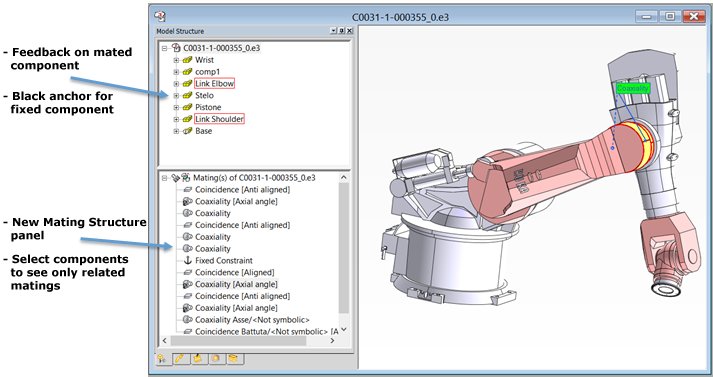 C0031-1-000355_0.e3
Model Structure
- Feedback on mated
component
- Black anchor for
fixed component
C0031-1-000355_0.e3
Wrist
comp1
Link Elbow
Stelo
Pistone
Link Shoulder
Base
Coaxiality
- New Mating Structure
panel
- Select components
to see only related
matings
Mating(s) of C0031-1-000355_0.e3
Coincidence [Anti aligned]
Coaxiality [Axial angle]
Coaxiality
Coincidence [Anti aligned]
Coaxiality
Coaxiality
Fixed Constraint
Coincidence [Aligned]
Coaxiality [Axial angle]
Coincidence [Anti aligned]
Coaxiality [Axial angle]
Coaxiality Asse/<Not symbolic>
Coincidence Battuta/<Not symbolic> [A